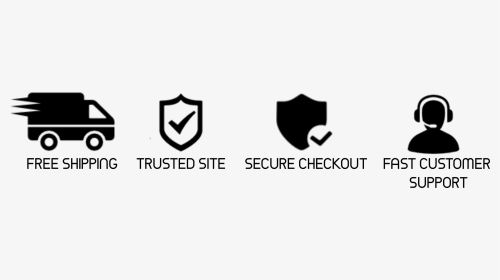 FREE SHIPPING
TRUSTED SITE
SECURE CHECKOUT
FAST CUSTOMER
SUPPORT